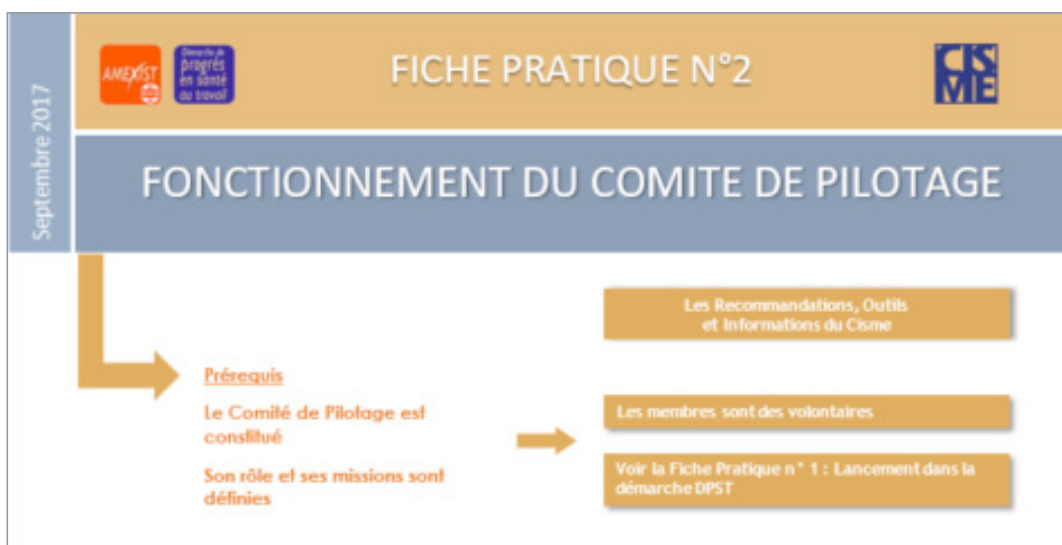 Septembre 2017
AMEXIST
Démarche de
progrès
en santé
au travail
FICHE PRATIQUE N°2
CISME
FONCTIONNEMENT DU COMITE DE PILOTAGE
Les Recommandations, Outils
et Informations du Cisme
Prérequis
Le Comité de Pilotage est
constitué
Son rôle et ses missions sont
définies
Les membres sont des volontaires
Voir la Fiche Pratique n° 1 : Lancement dans la
démarche DPST